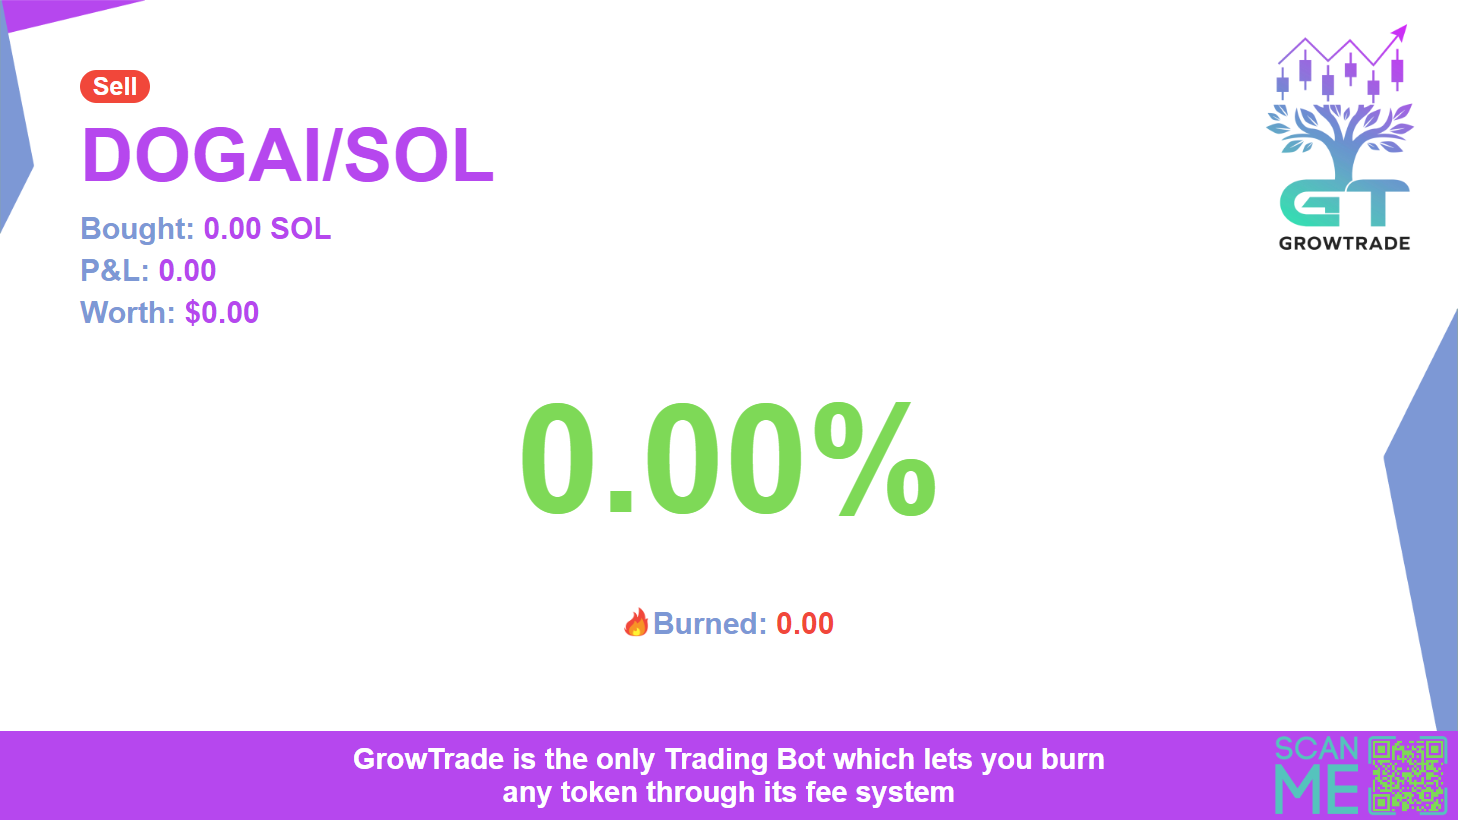 Sell
DOGAI/SOL
Bought: 0.00 SOL
P&L: 0.00
Worth: $0.00
GT
GROWTRADE
0.00%
🔥Burned: 0.00
GrowTrade is the only Trading Bot which lets you burn
any token through its fee system
SCAN
ME